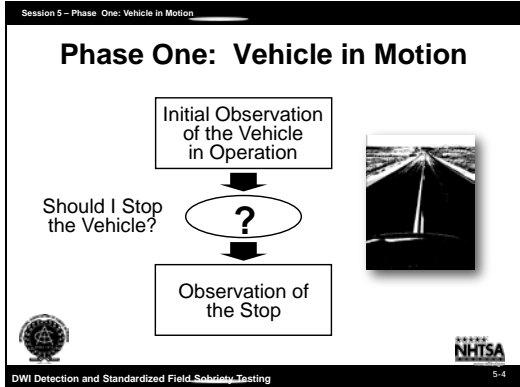 Session 5 – Phase One: Vehicle in Motion
Phase One: Vehicle in Motion
Initial Observation
of the Vehicle
in Operation
Should I Stop
the Vehicle?
?
Observation of
the Stop
NHTSA
DWI Detection and Standardized Field Sobriety Testing
5-4